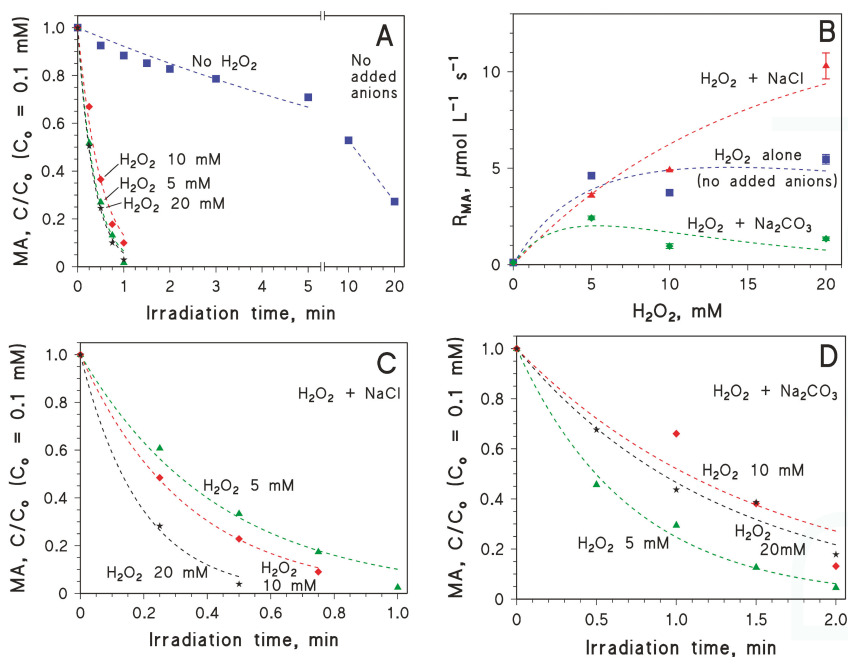 A
MA, C/C₀ (C₀ = 0.1 mM)
1.0
0.8
0.6
0.4
0.2
0
No H₂O₂
No
added
anions
H₂O₂ 10 mM
H₂O₂ 5 mM
H₂O₂ 20 mM
0 1 2 3 4 5 10 20
Irradiation time, min
B
R_MA, μmol L⁻¹ s⁻¹
10
5
0
H₂O₂ + NaCl
H₂O₂ alone
(no added anions)
H₂O₂ + Na₂CO₃
0 5 10 15 20
H₂O₂, mM
C
MA, C/C₀ (C₀ = 0.1 mM)
1.0
0.8
0.6
0.4
0.2
0
H₂O₂ + NaCl
H₂O₂ 5 mM
H₂O₂ 20 mM
H₂O₂
10 mM
0 0.2 0.4 0.6 0.8 1.0
Irradiation time, min
D
MA, C/C₀ (C₀ = 0.1 mM)
1.0
0.8
0.6
0.4
0.2
0
H₂O₂ + Na₂CO₃
H₂O₂ 10 mM
H₂O₂ 5 mM
H₂O₂
20mM
0 0.5 1.0 1.5 2.0
Irradiation time, min